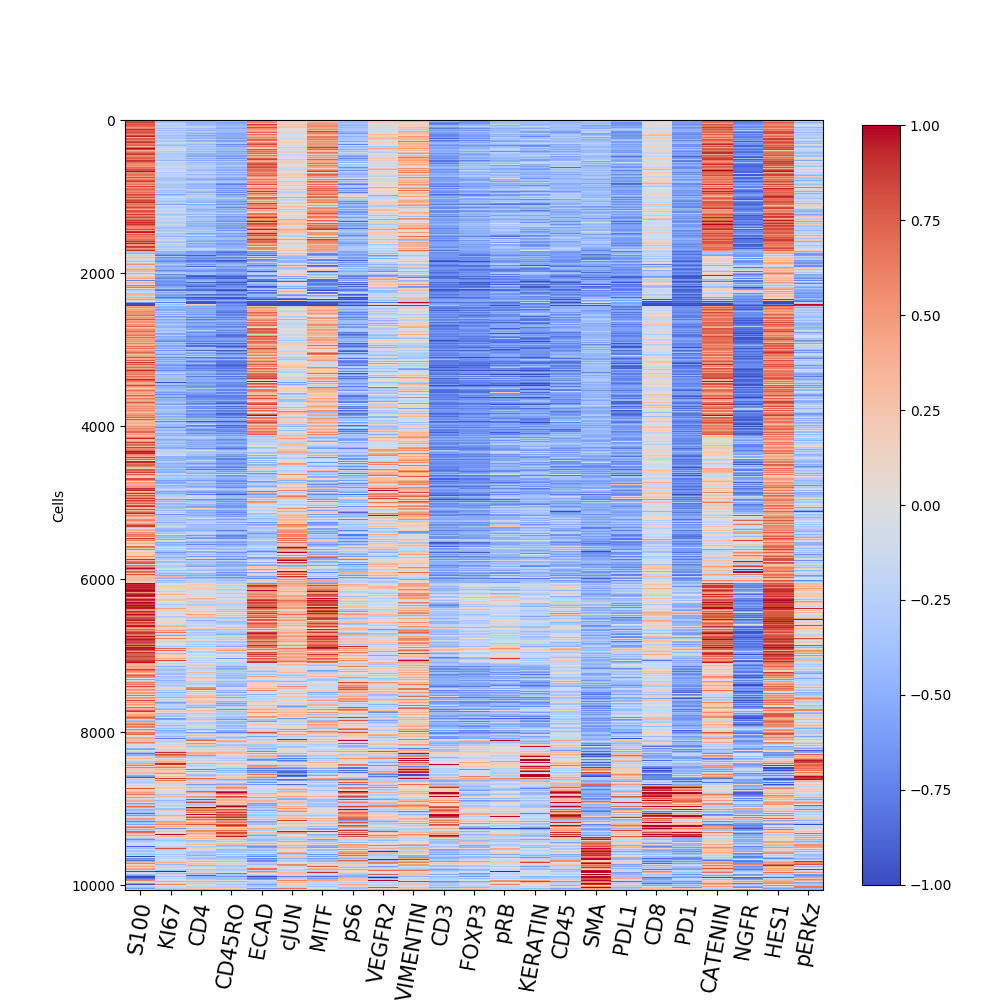 0
2000
4000
6000
8000
10000
Cells
S100
KI67
CD4
CD45RO
ECAD
cJUN
MITF
pS6
VEGFR2
VIMENTIN
CD3
FOXP3
pRB
KERATIN
CD45
SMA
PDL1
CD8
PD1
CATENIN
NGFR
HES1
pERKz
1.00
0.75
0.50
0.25
0.00
−0.25
−0.50
−0.75
−1.00